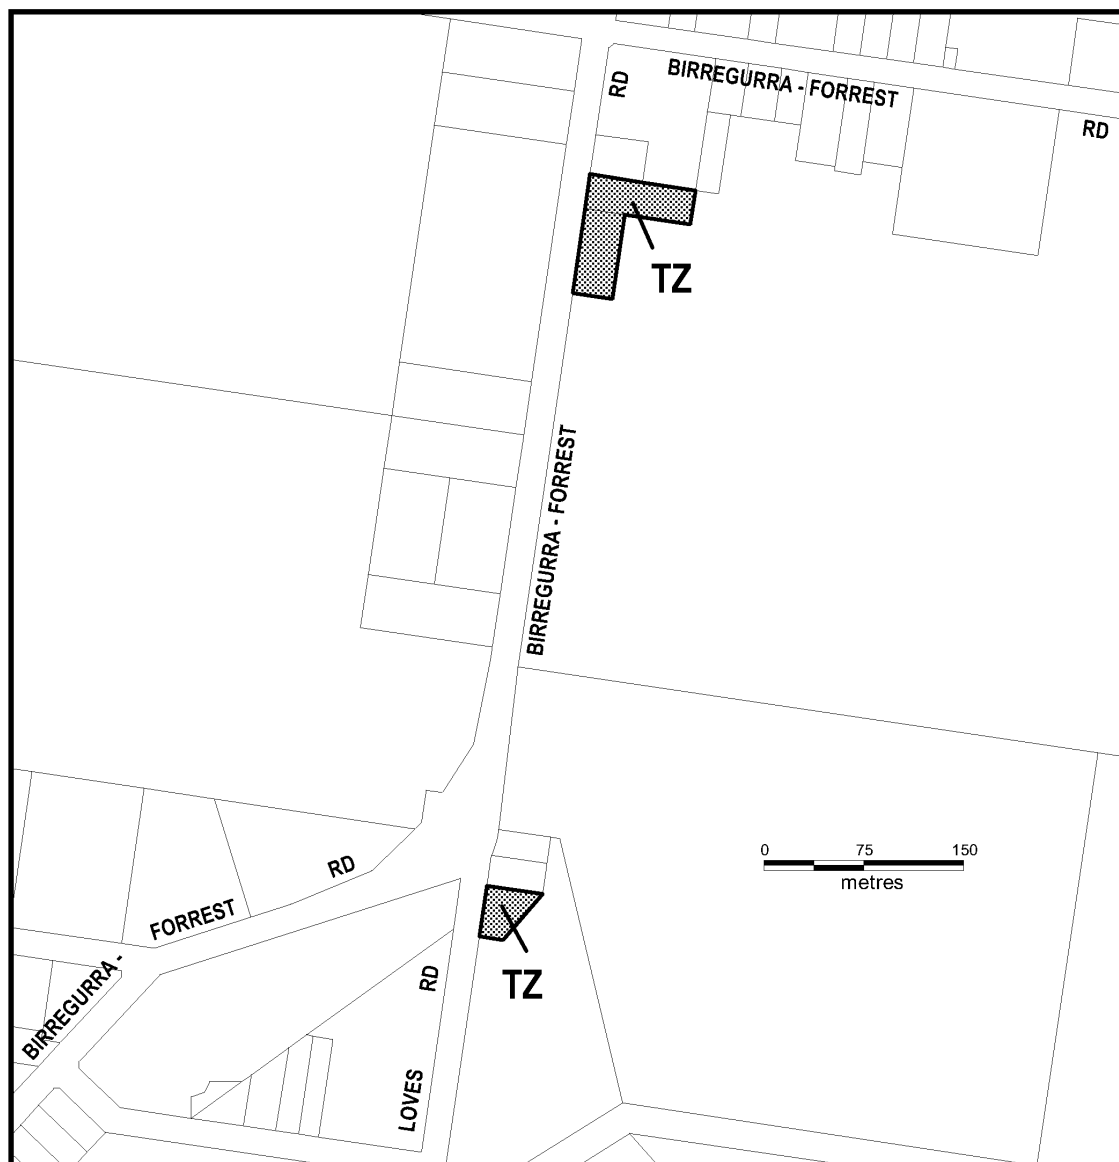 BIRREGURRA - FORREST
RD
RD
TZ
BIRREGURRA - FORREST
0 75 150
metres
RD
FORREST
BIRREGURRA -
TZ
RD
LOVES